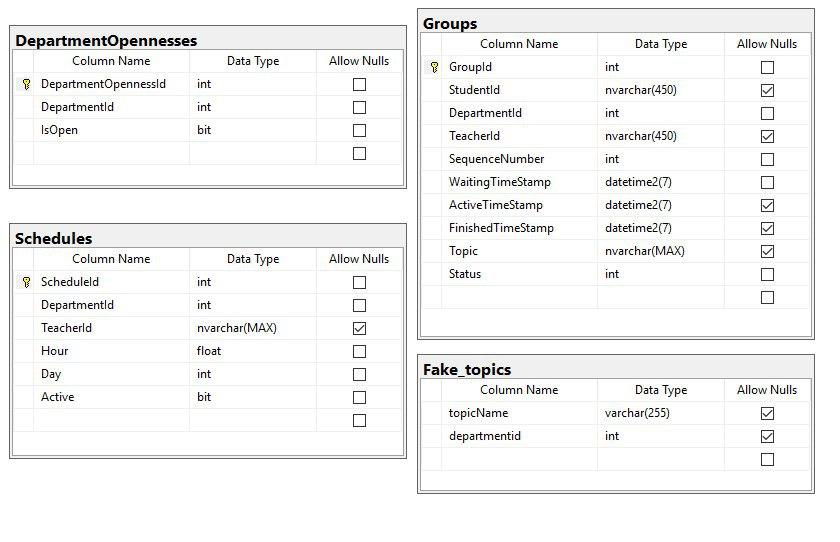 DepartmentOpennesses
Column Name Data Type Allow Nulls
DepartmentOpennessId int
DepartmentId int
IsOpen bit
Schedules
Column Name Data Type Allow Nulls
ScheduleId int
DepartmentId int
TeacherId nvarchar(MAX)
Hour float
Day int
Active bit
Groups
Column Name Data Type Allow Nulls
GroupId int
StudentId nvarchar(450)
DepartmentId int
TeacherId nvarchar(450)
SequenceNumber int
WaitingTimeStamp datetime2(7)
ActiveTimeStamp datetime2(7)
FinishedTimeStamp datetime2(7)
Topic nvarchar(MAX)
Status int
Fake_topics
Column Name Data Type Allow Nulls
topicName varchar(255)
departmentid int